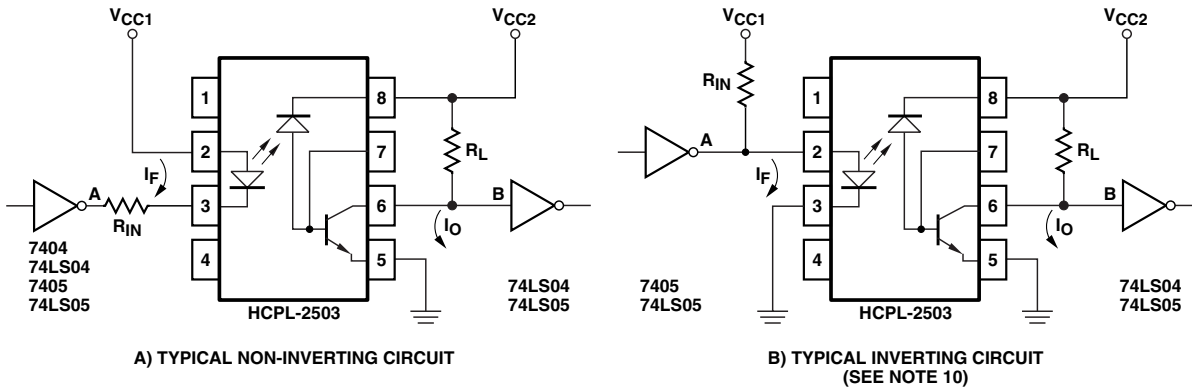 VCC1
VCC2
1
2
3
4
8
7
6
5
IF
A
RIN
RL
B
IO
7404
74LS04
7405
74LS05
74LS04
74LS05
HCPL-2503
A) TYPICAL NON-INVERTING CIRCUIT
VCC1
VCC2
RIN
A
1
2
3
4
8
7
6
5
IF
RL
B
IO
7405
74LS05
74LS04
74LS05
HCPL-2503
B) TYPICAL INVERTING CIRCUIT
(SEE NOTE 10)